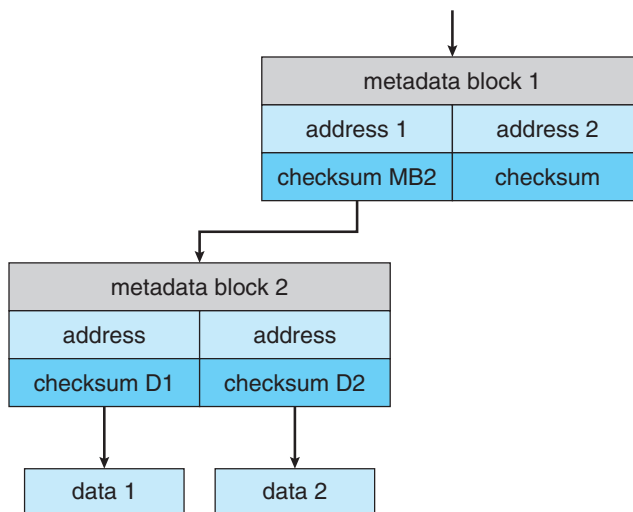 metadata block 1
address 1 address 2
checksum MB2 checksum
metadata block 2
address address
checksum D1 checksum D2
data 1 data 2